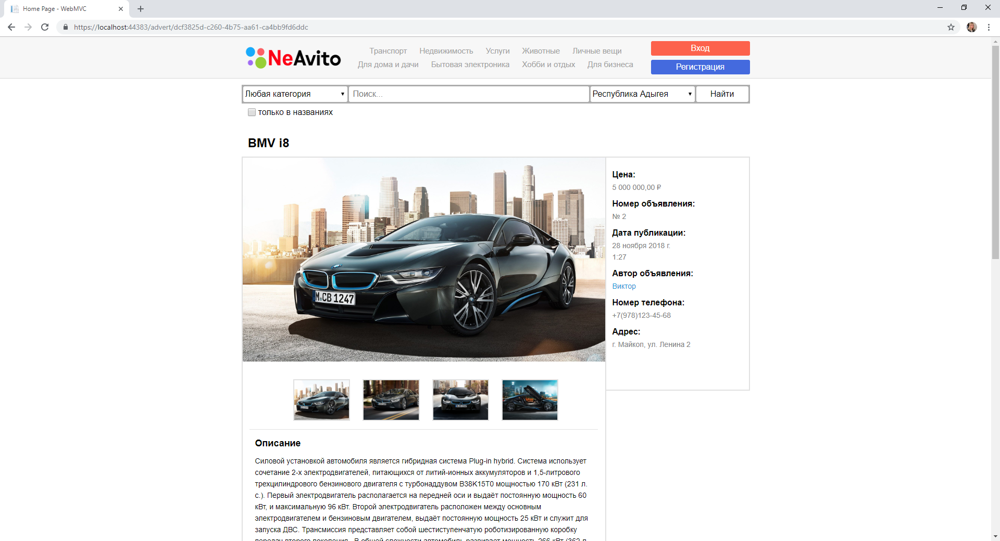 Home Page - WebMVC
https://localhost:44383/advert/dcf3825d-c260-4b75-aa61-ca4bb9fd6ddc
NeAvito
Транспорт Недвижимость Услуги Животные Личные вещи
Для дома и дачи Бытовая электроника Хобби и отдых Для бизнеса
Вход
Регистрация
Любая категория Поиск... Республика Адыгея Найти
только в названиях
BMV i8
M CB 1247
Цена:
5 000 000,00 ₽
Номер объявления:
№ 2
Дата публикации:
28 ноября 2018 г.
1:27
Автор объявления:
Виктор
Номер телефона:
+7(978)123-45-68
Адрес:
г. Майкоп, ул. Ленина 2
Описание
Силовой установкой автомобиля является гибридная система Plug-in hybrid. Система использует
сочетание 2-х электродвигателей, питающихся от литий-ионных аккумуляторов и 1,5-литрового
трехцилиндрового бензинового двигателя с турбонаддувом B38K15T0 мощностью 170 кВт (231 л.
с.). Первый электродвигатель располагается на передней оси и выдаёт постоянную мощность 60
кВт, и максимальную 96 кВт. Второй электродвигатель расположен между основным
электродвигателем и бензиновым двигателем, выдаёт постоянную мощность 25 кВт и служит для
запуска ДВС. Трансмиссия представляет собой шестиступенчатую роботизированную коробку
передач второго поколения. В общей сложности автомобиль развивает мощность 266 кВт (362 л.